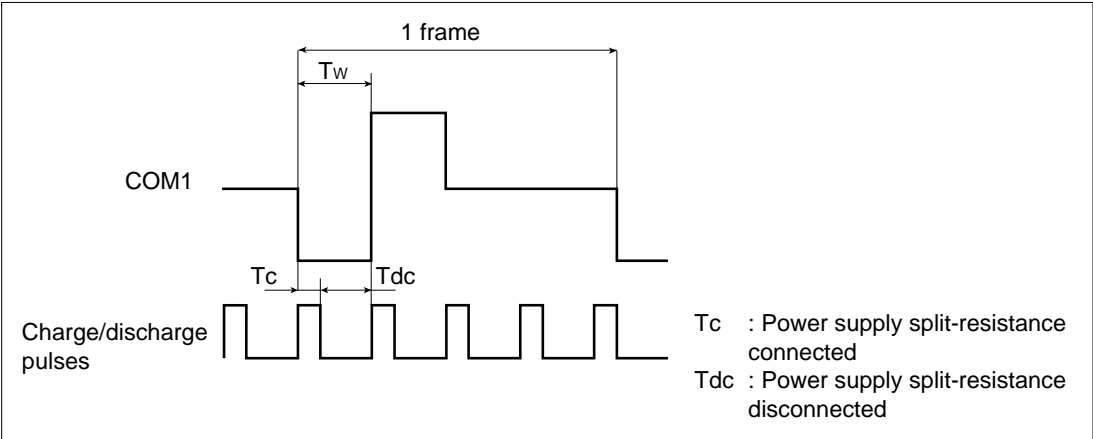 1 frame
Tw
COM1
Tc
Tdc
Charge/discharge
pulses
Tc : Power supply split-resistance
connected
Tdc : Power supply split-resistance
disconnected